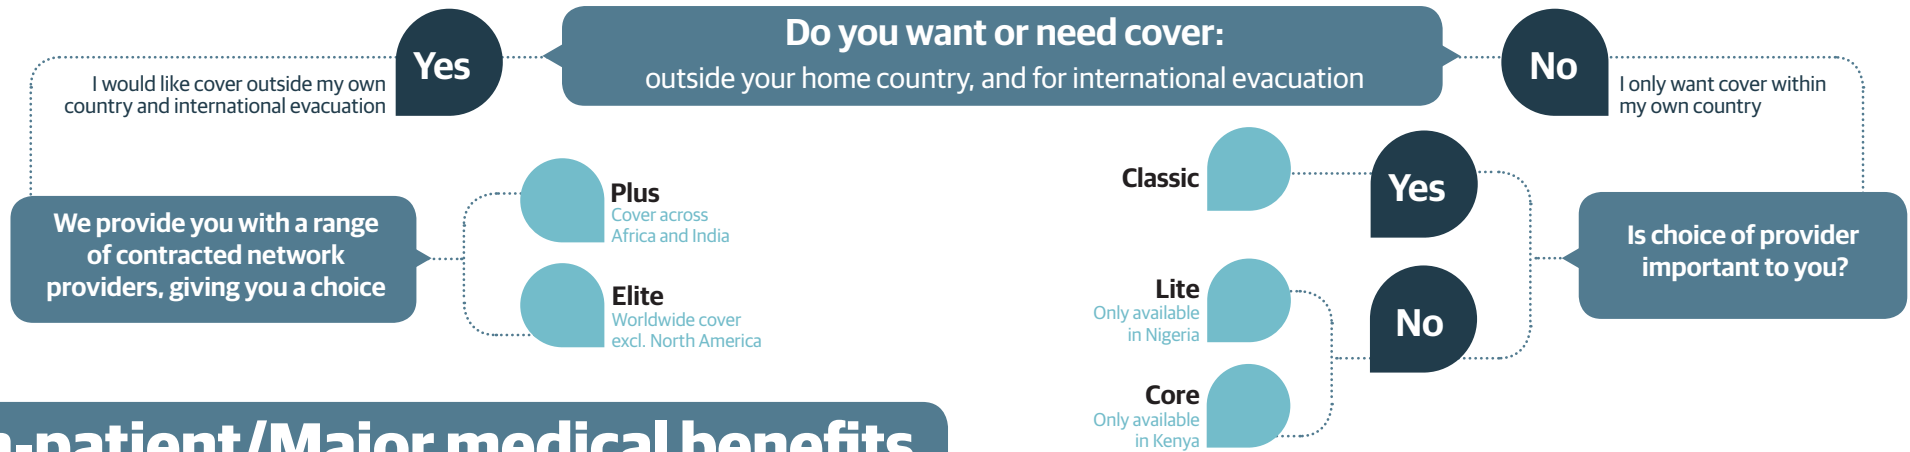 Do you want or need cover:
outside your home country, and for international evacuation
Yes
I would like cover outside my own
country and international evacuation
No
I only want cover within
my own country
We provide you with a range
of contracted network
providers, giving you a choice
Plus
Cover across
Africa and India
Elite
Worldwide cover
excl. North America
Is choice of provider
important to you?
Yes
Classic
No
Lite
Only available
in Nigeria
Core
Only available
in Kenya
-patient/Major medical benefits